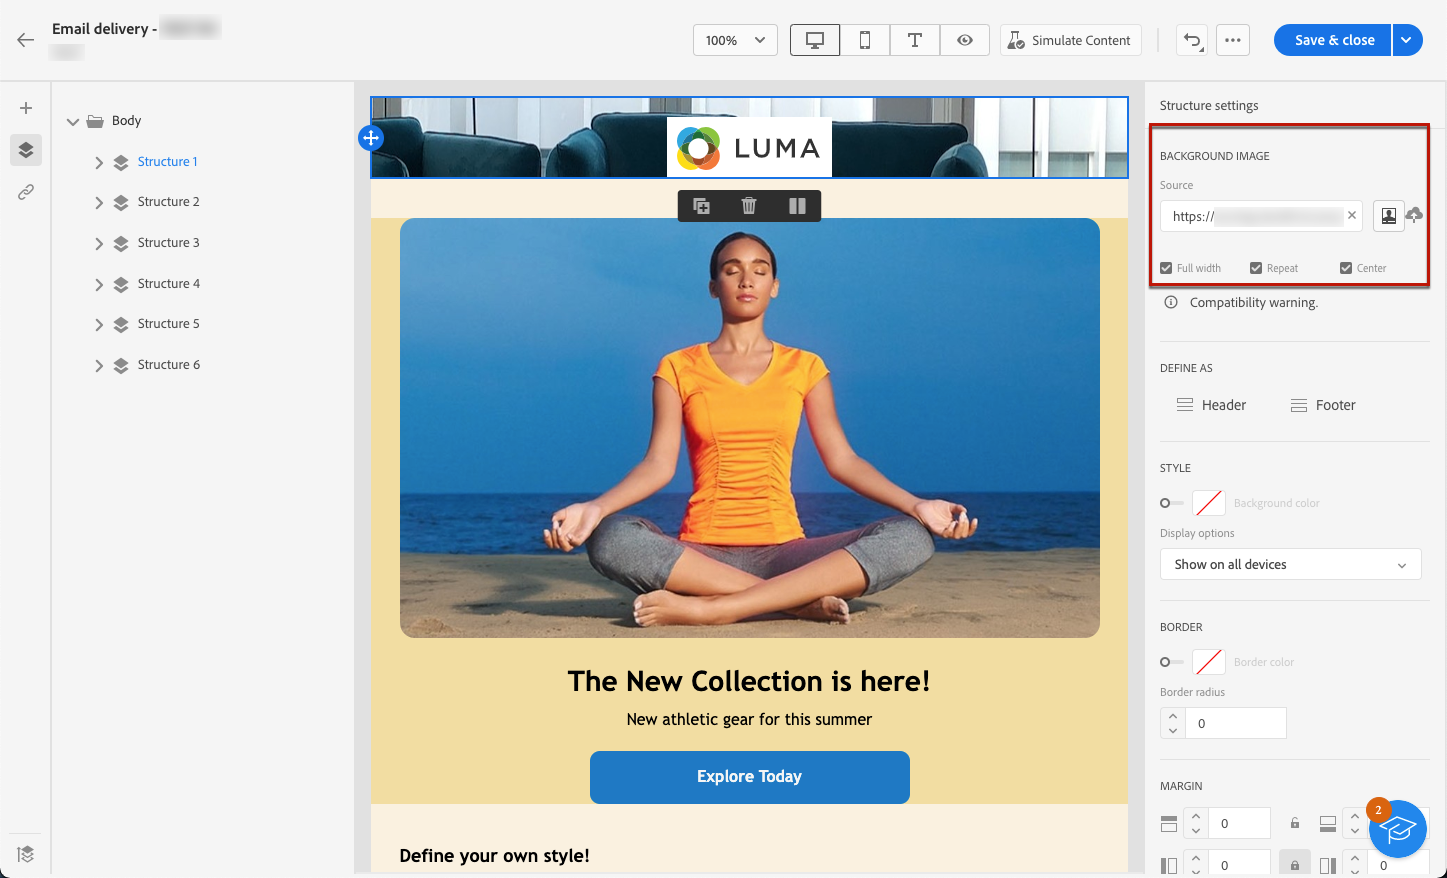 Email delivery -
100%
Simulate Content
Save & close
Body
Structure 1
Structure 2
Structure 3
Structure 4
Structure 5
Structure 6
LUMA
The New Collection is here!
New athletic gear for this summer
Explore Today
Define your own style!
Structure settings
BACKGROUND IMAGE
Source
https://
Full width Repeat Center
Compatibility warning.
DEFINE AS
Header Footer
STYLE
Background color
Display options
Show on all devices
BORDER
Border color
Border radius
0
MARGIN
0
2
0 0